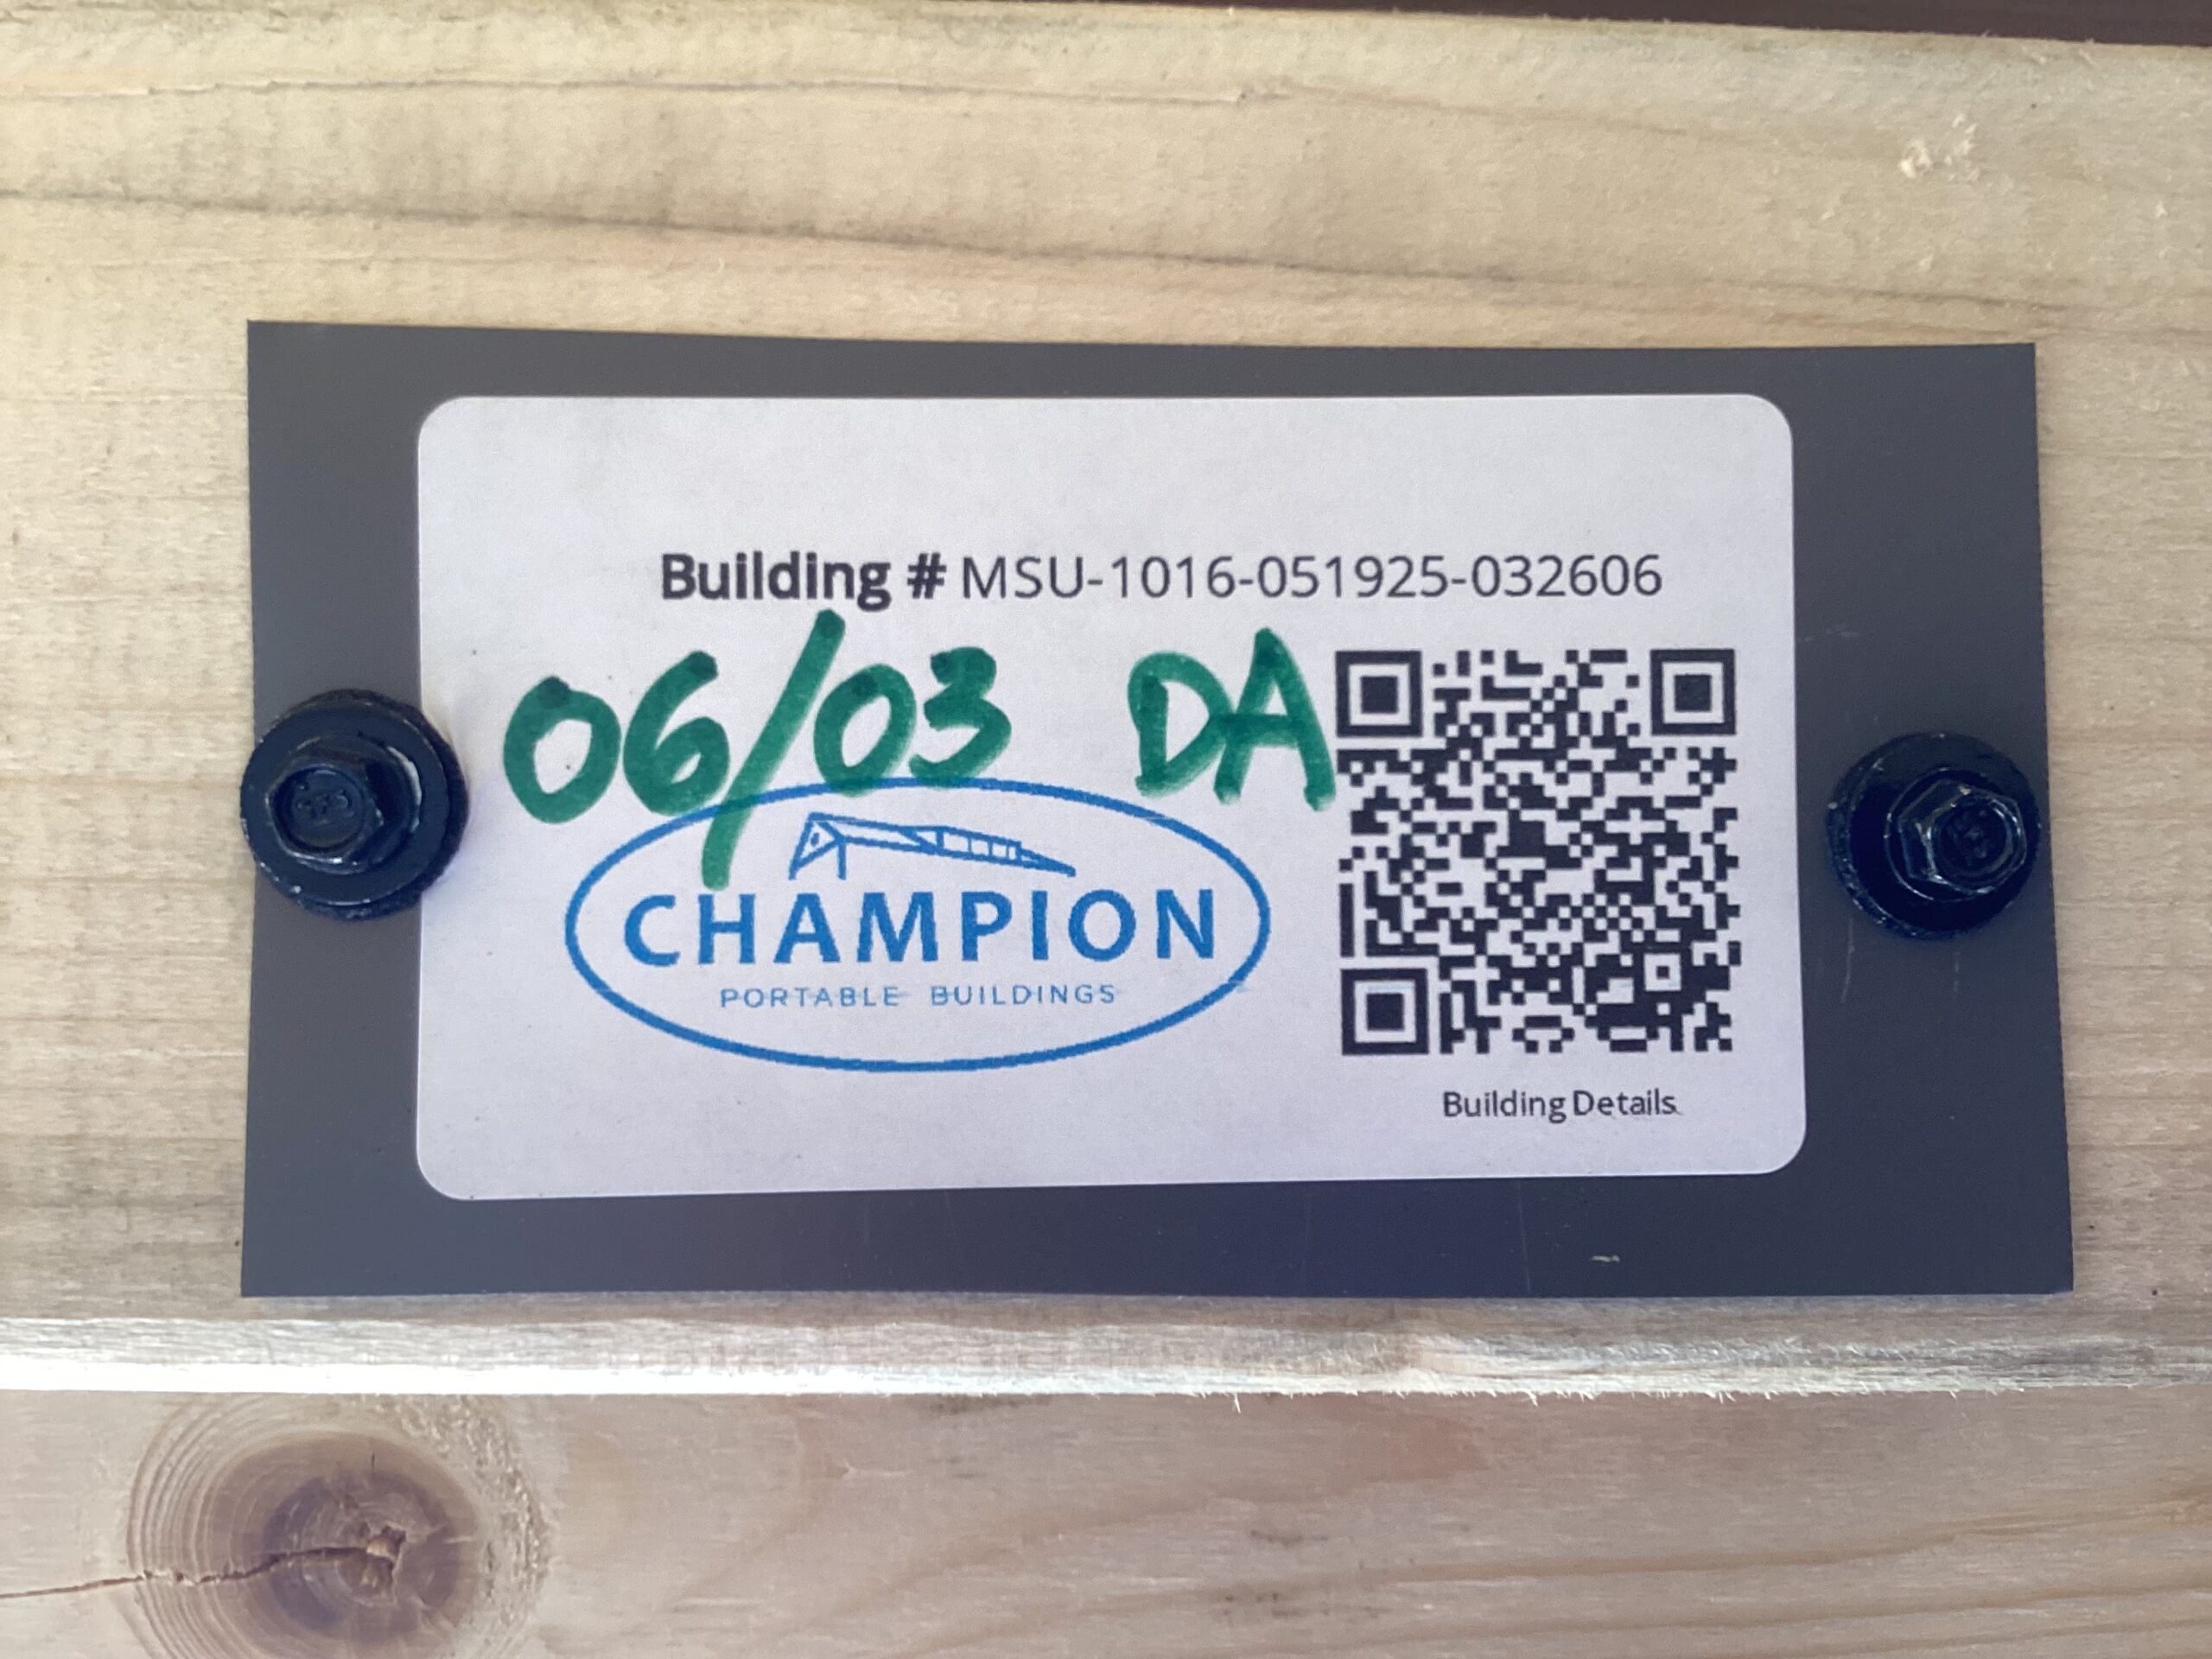 Building # MSU-1016-051925-032606
06/03 DA
CHAMPION
PORTABLE BUILDINGS
Building Details